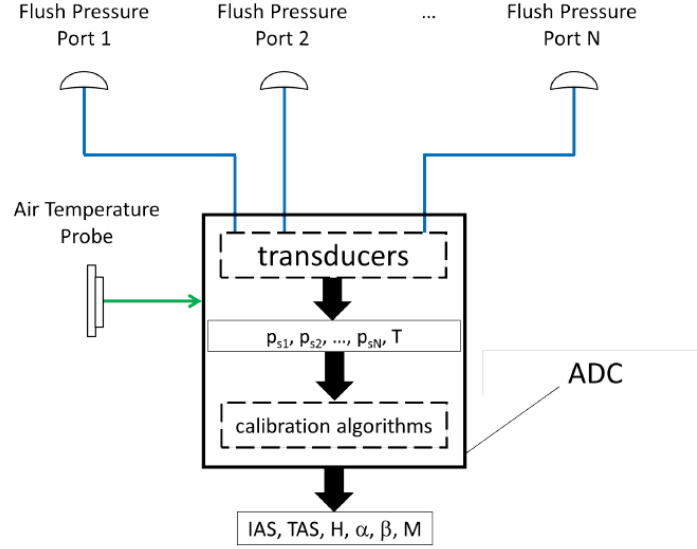 Flush Pressure
Port 1
Flush Pressure
Port 2
...
Flush Pressure
Port N
Air Temperature
Probe
transducers
ps1, ps2, ..., psN, T
ADC
calibration algorithms
IAS, TAS, H, α, β, M